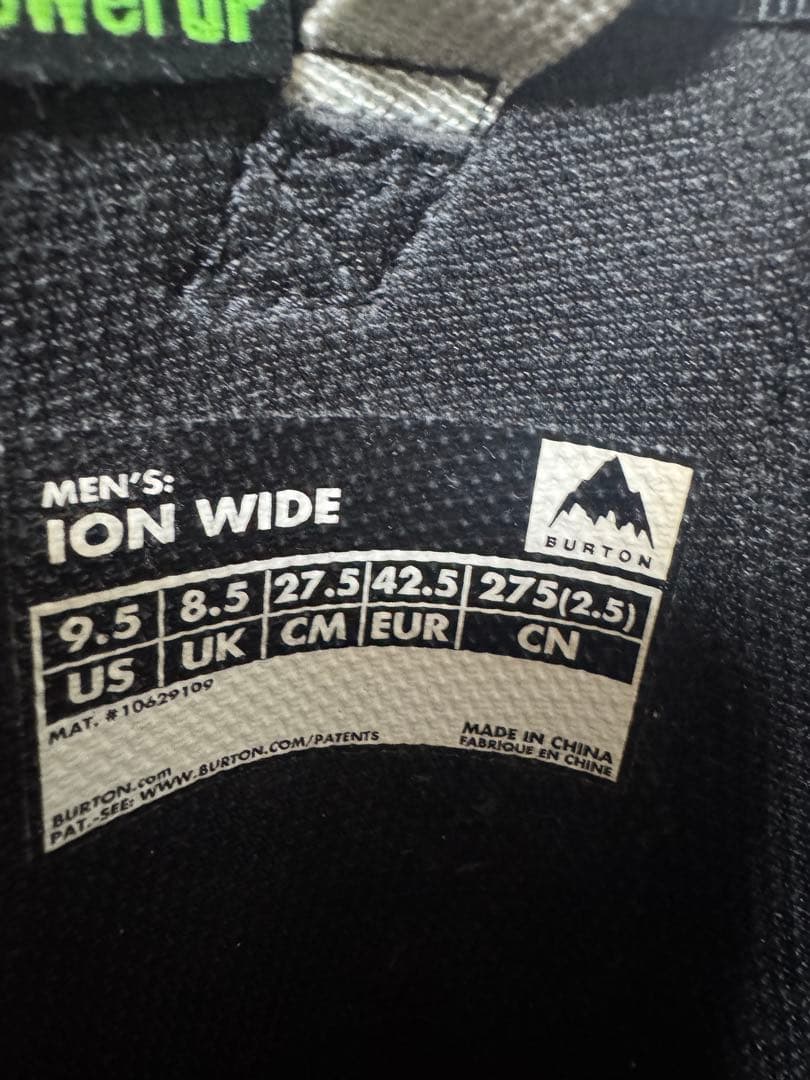 MEN'S:
ION WIDE
BURTON
9.5 8.5 27.5 42.5 275(2.5)
US UK CM EUR CN
MAT. #10629109
MADE IN CHINA
FABRIQUE EN CHINE
BURTON.com
PAT.-SEE: WWW.BURTON.COM/PATENTS